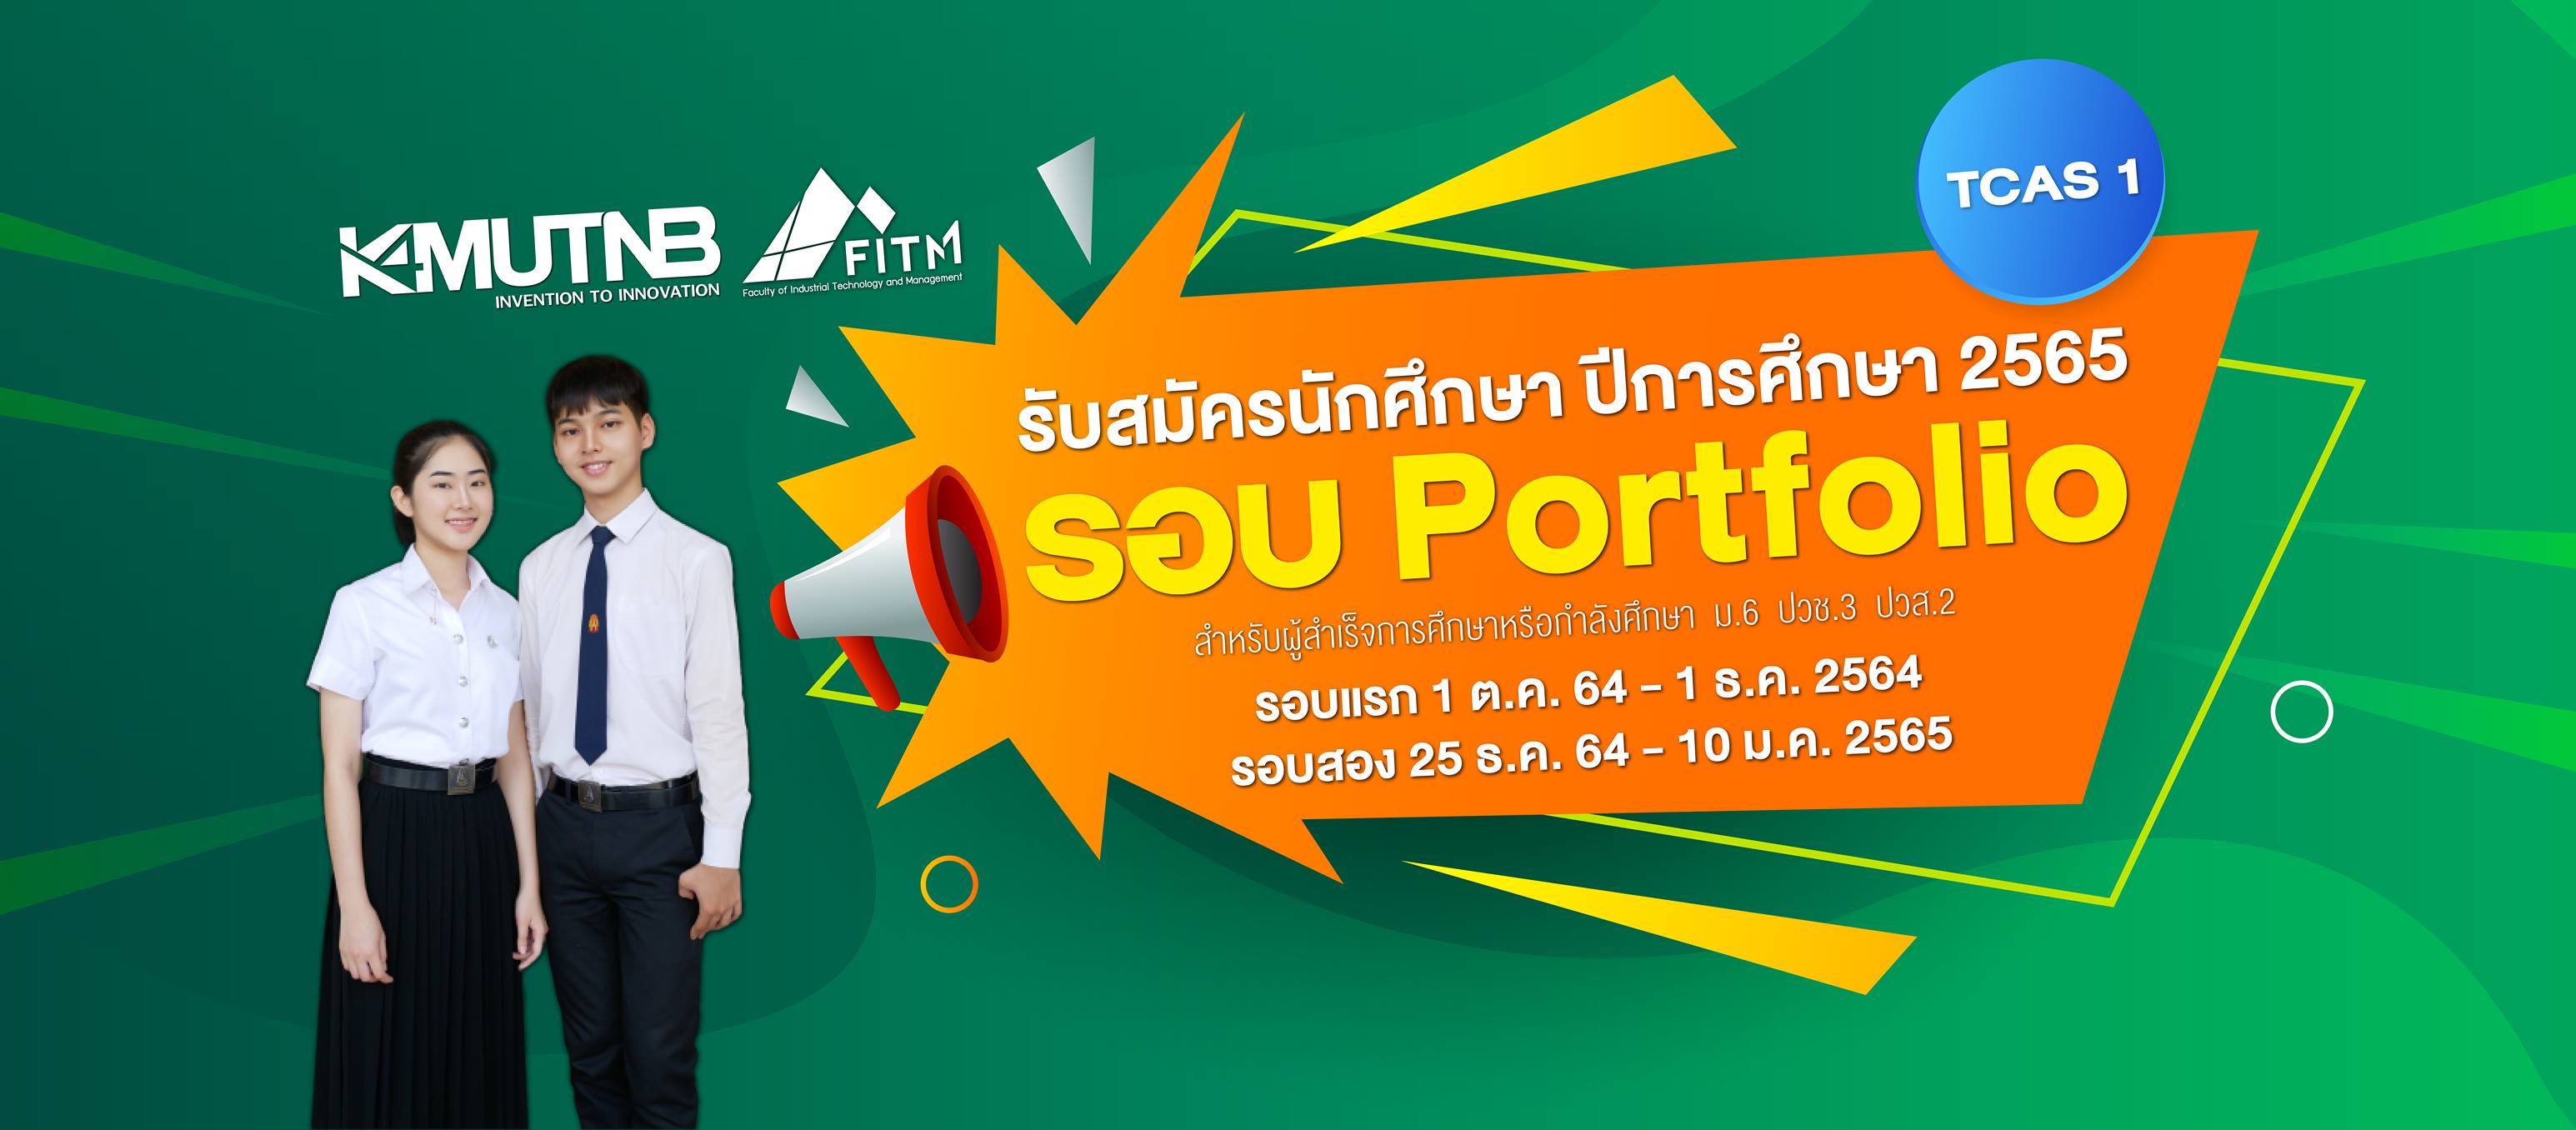 KMUTNB
INVENTION TO INNOVATION
FITM
Faculty of Industrial Technology and Management
TCAS 1
รับสมัครนักศึกษา ปีการศึกษา 2565
รอบ Portfolio
สำหรับผู้สำเร็จการศึกษาหรือกำลังศึกษา ม.6 ปวช.3 ปวส.2
รอบแรก 1 ต.ค. 64 - 1 ธ.ค. 2564
รอบสอง 25 ธ.ค. 64 - 10 ม.ค. 2565